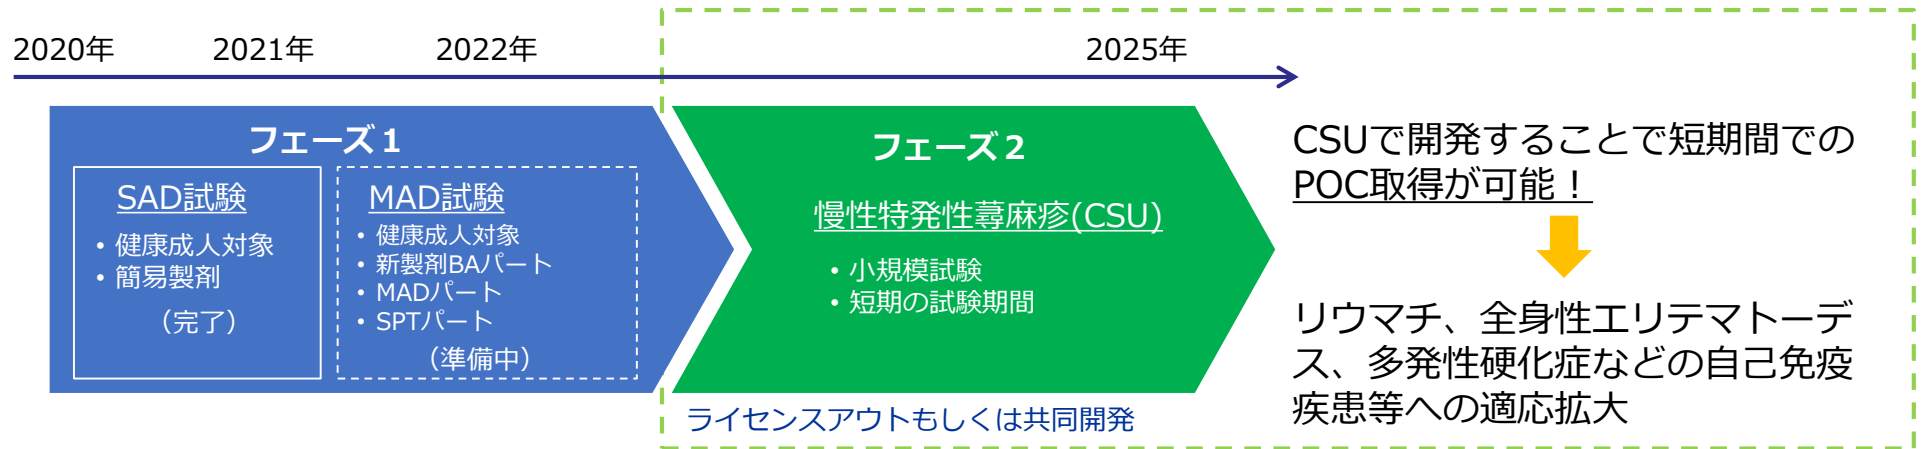 2020年
2021年
2022年
2025年
フェーズ１
SAD試験
• 健康成人対象
• 簡易製剤
（完了）
MAD試験
• 健康成人対象
• 新製剤BAパート
• MADパート
• SPTパート
（準備中）
フェーズ２
慢性特発性蕁麻疹(CSU)
• 小規模試験
• 短期の試験期間
ライセンスアウトもしくは共同開発
CSUで開発することで短期間での
POC取得が可能！
リウマチ、全身性エリテマトーデ
ス、多発性硬化症などの自己免疫
疾患等への適応拡大